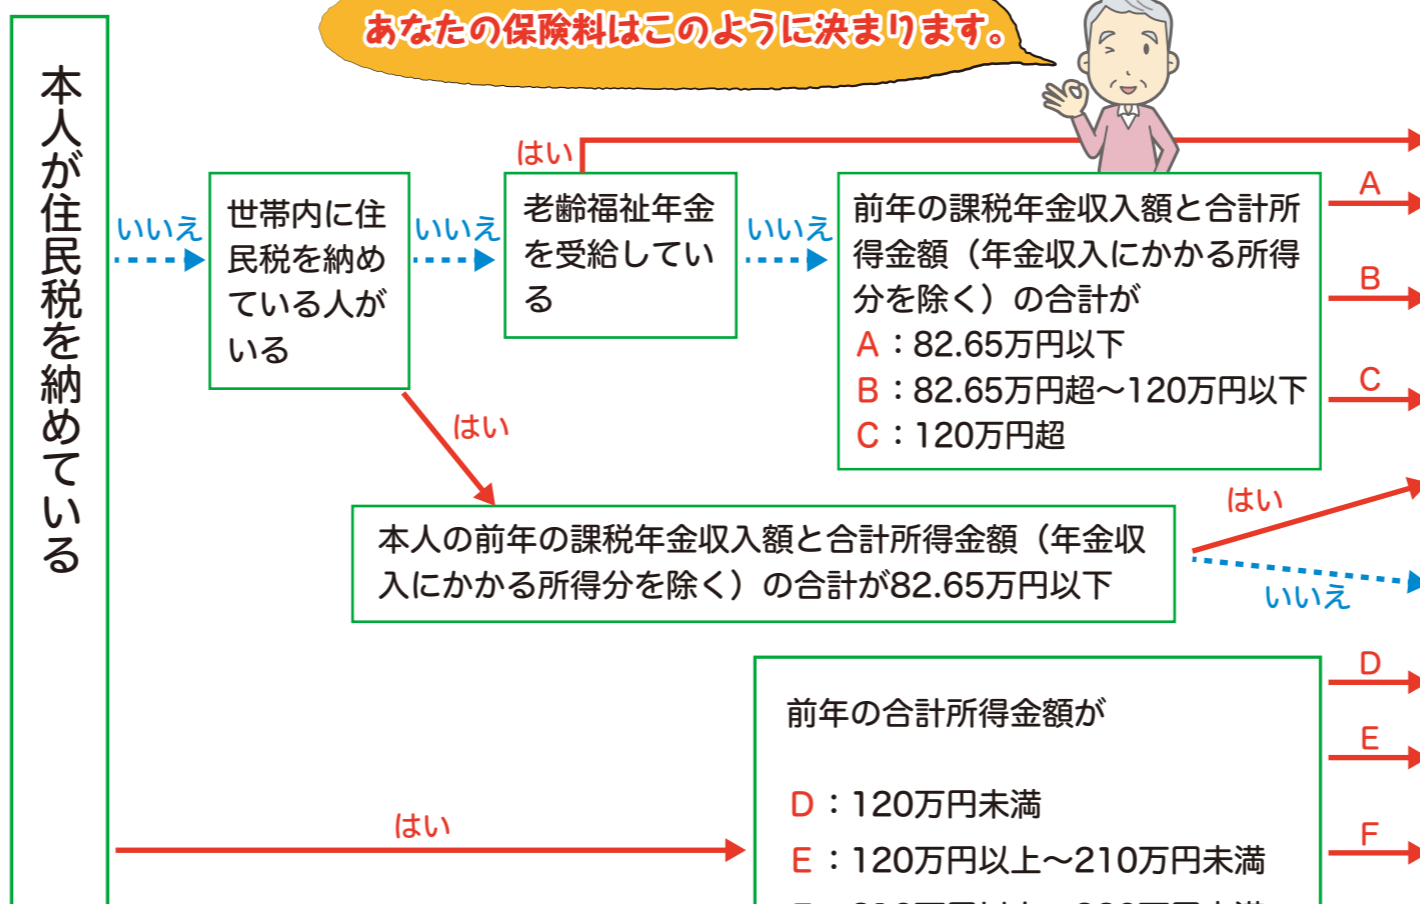 あなたの保険料はこのように決まります。
本人が住民税を納めている
いいえ
世帯内に住
民税を納め
ている人が
いる
いいえ
はい
はい
老齢福祉年金
を受給してい
る
いいえ
前年の課税年金収入額と合計所
得金額（年金収入にかかる所得
分を除く）の合計が
A：82.65万円以下
B：82.65万円超～120万円以下
C：120万円超
A
B
C
本人の前年の課税年金収入額と合計所得金額（年金収
入にかかる所得分を除く）の合計が82.65万円以下
はい
いいえ
はい
前年の合計所得金額が
D：120万円未満
E：120万円以上～210万円未満
D
E
F